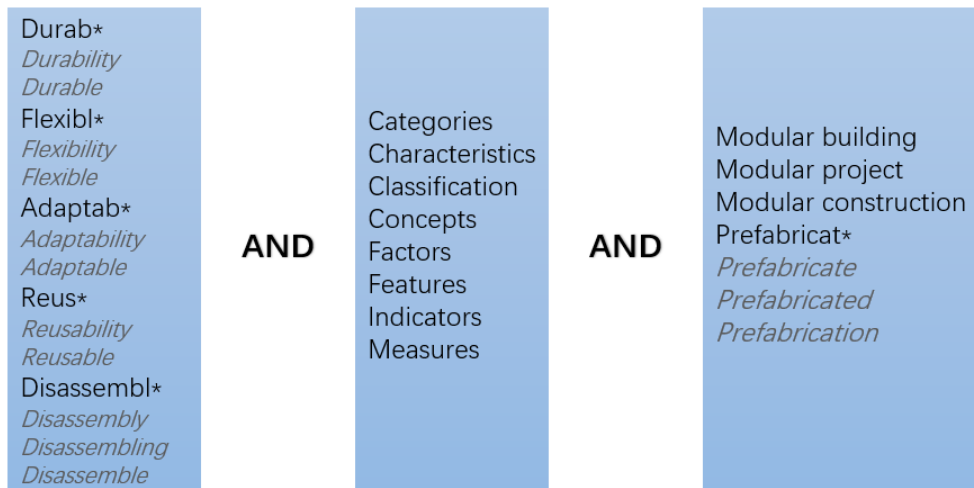 Durab*
Durability
Durable
Flexibl*
Flexibility
Flexible
Adaptab*
Adaptability
Adaptable
Reus*
Reusability
Reusable
Disassembl*
Disassembly
Disassembling
Disassemble
AND
Categories
Characteristics
Classification
Concepts
Factors
Features
Indicators
Measures
AND
Modular building
Modular project
Modular construction
Prefabricat*
Prefabricate
Prefabricated
Prefabrication